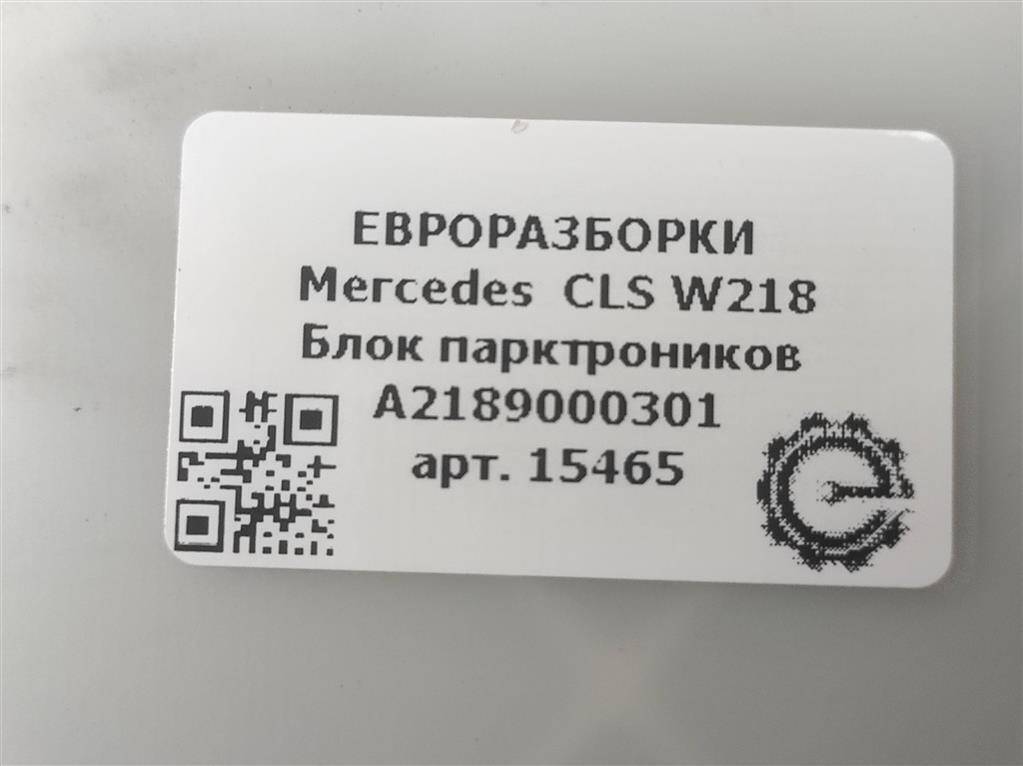 ЕВРОРАЗБОРКИ
Mercedes CLS W218
Блок парктроников
A2189000301
арт. 15465